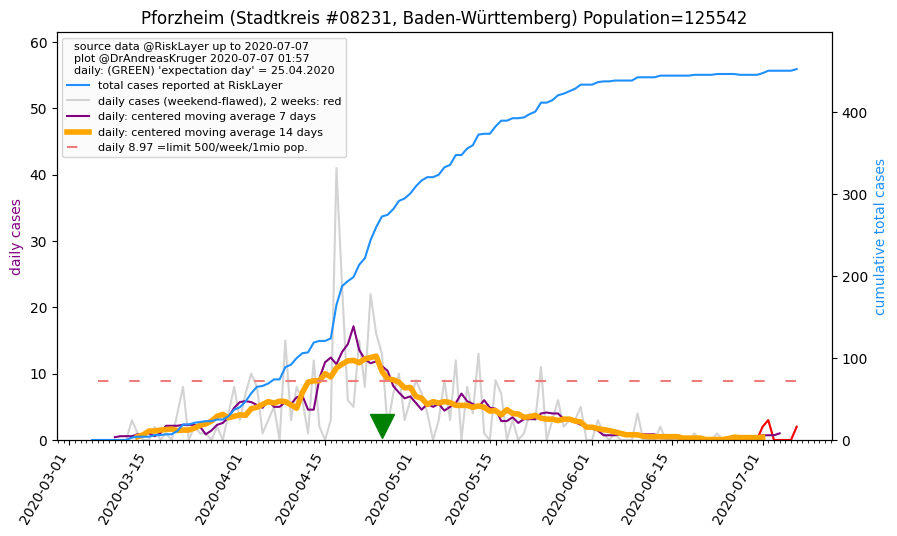 Pforzheim (Stadtkreis #08231, Baden-Württemberg) Population=125542
source data @RiskLayer up to 2020-07-07
plot @DrAndreasKruger 2020-07-07 01:57
daily: (GREEN) 'expectation day' = 25.04.2020
total cases reported at RiskLayer
daily cases (weekend-flawed), 2 weeks: red
daily: centered moving average 7 days
daily: centered moving average 14 days
daily 8.97 =limit 500/week/1mio pop.
60
50
40
30
20
10
0
daily cases
400
300
200
100
0
cumulative total cases
2020-03-01
2020-03-15
2020-04-01
2020-04-15
2020-05-01
2020-05-15
2020-06-01
2020-06-15
2020-07-01